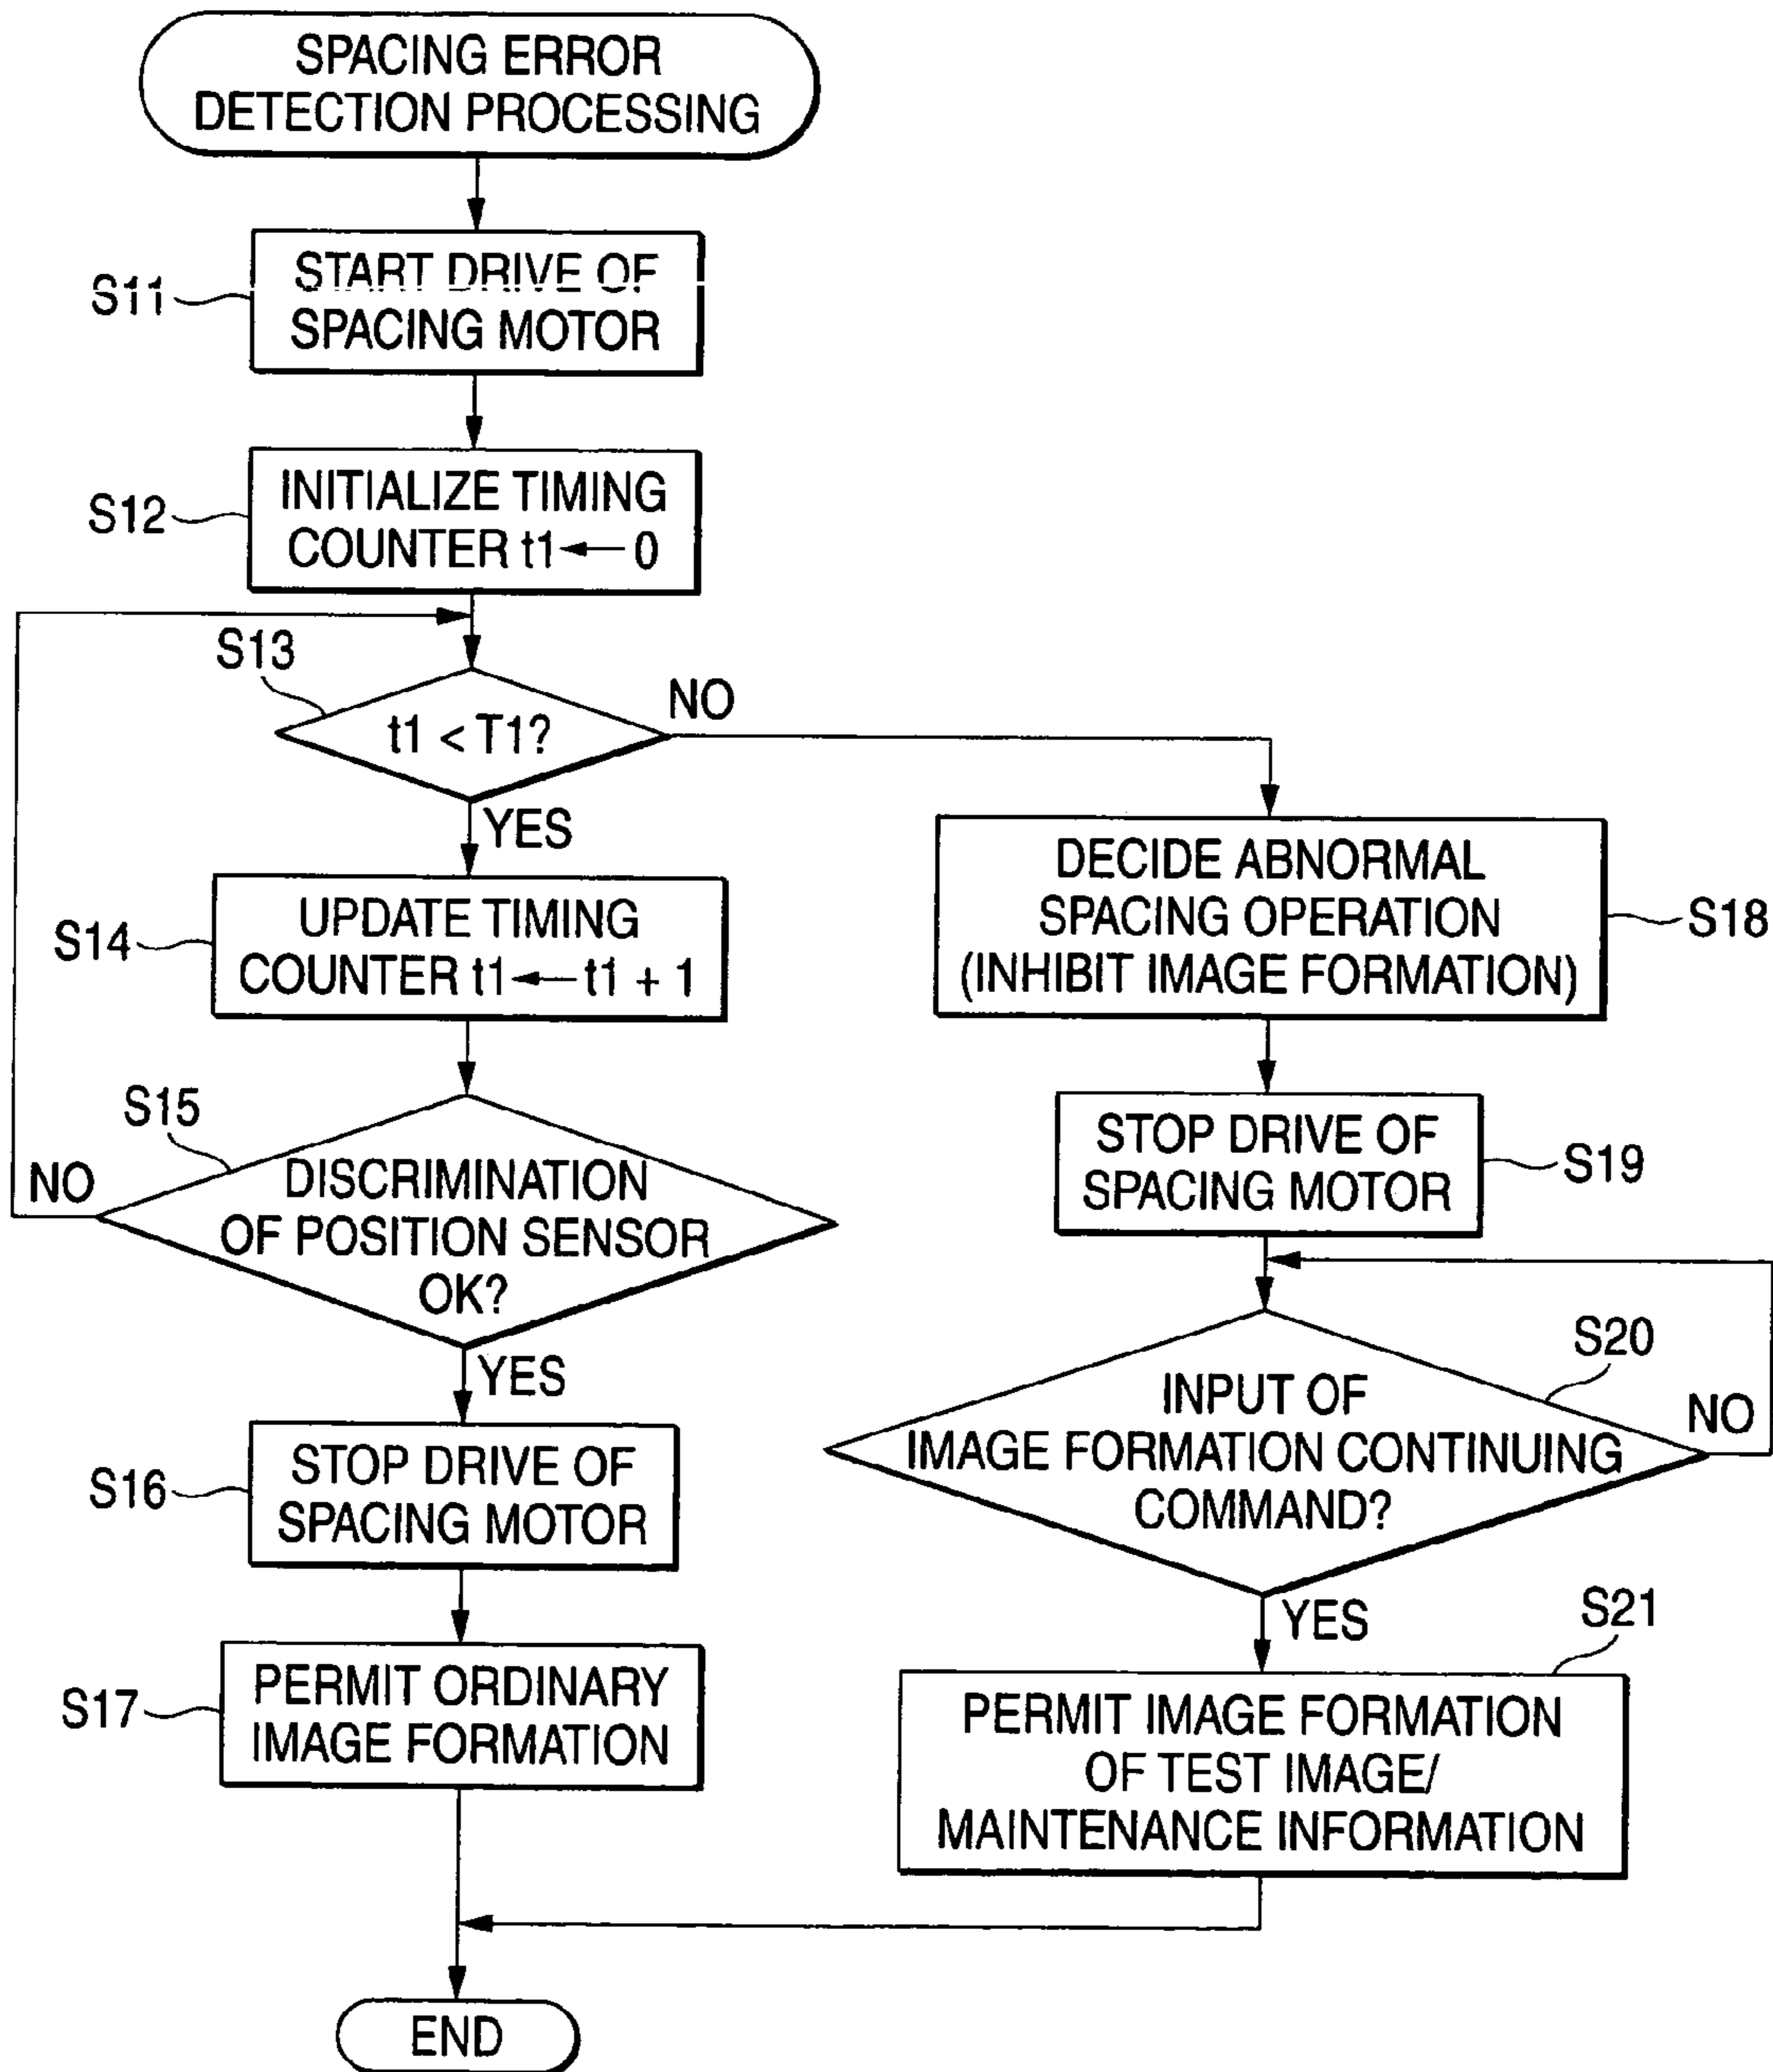 SPACING ERROR
DETECTION PROCESSING
S11
START DRIVE OF
SPACING MOTOR
S12
INITIALIZE TIMING
COUNTER t1 ← 0
S13
t1 < T1?
NO
YES
S14
UPDATE TIMING
COUNTER t1 ← t1 + 1
S15
NO
DISCRIMINATION
OF POSITION SENSOR
OK?
YES
S16
STOP DRIVE OF
SPACING MOTOR
S17
PERMIT ORDINARY
IMAGE FORMATION
DECIDE ABNORMAL
SPACING OPERATION
(INHIBIT IMAGE FORMATION)
S18
STOP DRIVE OF
SPACING MOTOR
S19
S20
INPUT OF
IMAGE FORMATION CONTINUING
COMMAND?
NO
YES
S21
PERMIT IMAGE FORMATION
OF TEST IMAGE/
MAINTENANCE INFORMATION
END